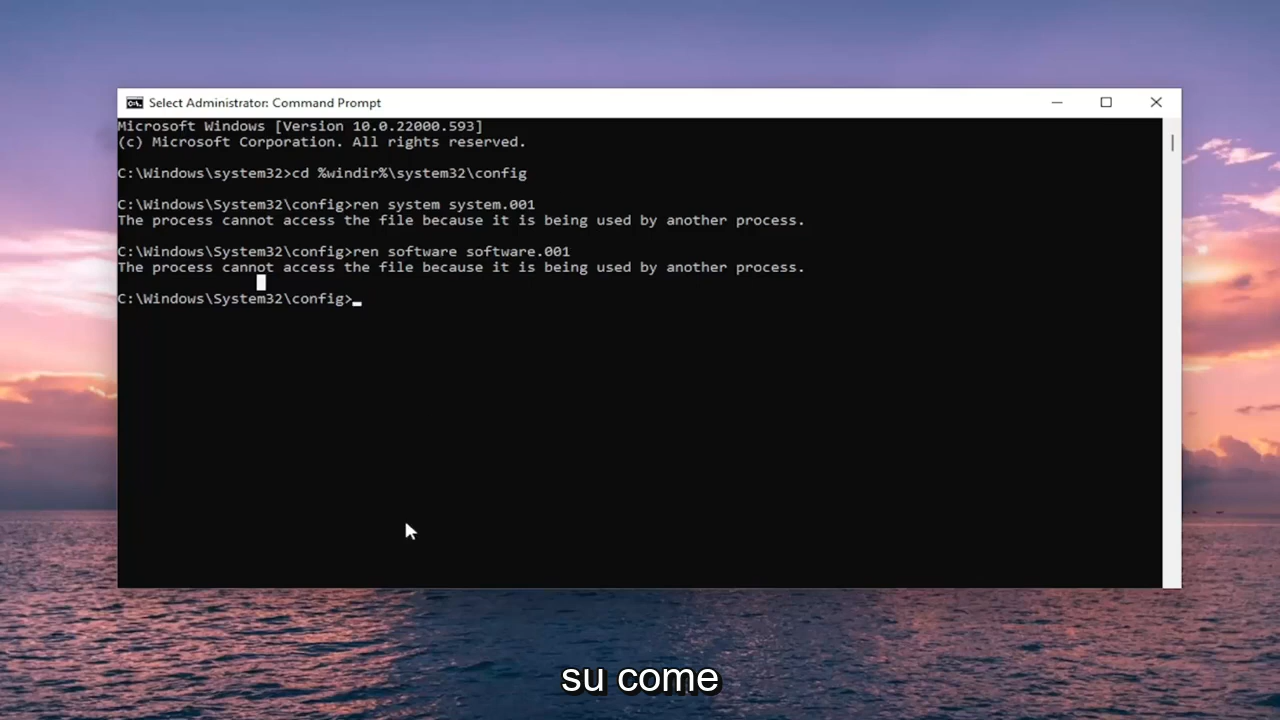 Select Administrator: Command Prompt
Microsoft Windows [Version 10.0.22000.593]
(c) Microsoft Corporation. All rights reserved.
C:\Windows\system32>cd %windir%\system32\config
C:\Windows\System32\config>ren system system.001
The process cannot access the file because it is being used by another process.
C:\Windows\System32\config>ren software software.001
The process cannot access the file because it is being used by another process.
C:\Windows\System32\config>
su come